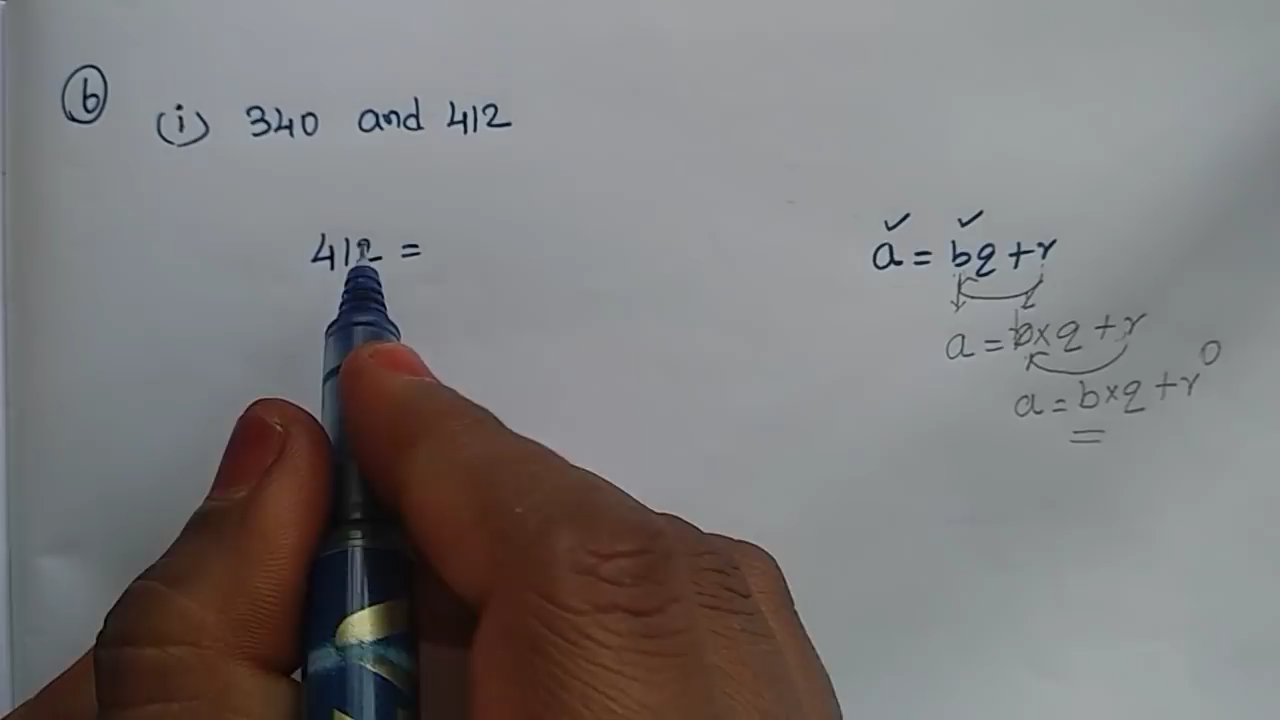 b
(i) 340 and 412
412 =
a = bq + r
a = b×q + r
a = b×q + r 0